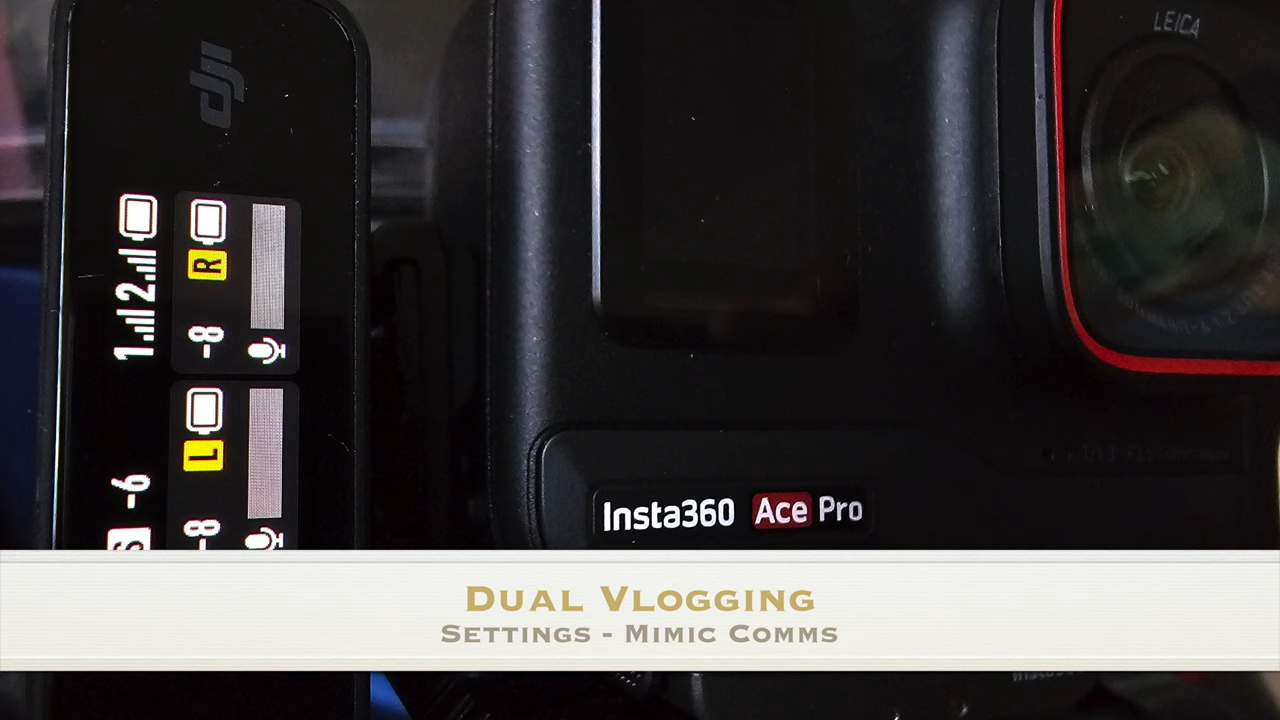 dji
1 2
R
-8
L
-8
S -6
LEICA
Insta360 Ace Pro
Dual Vlogging
Settings - Mimic Comms